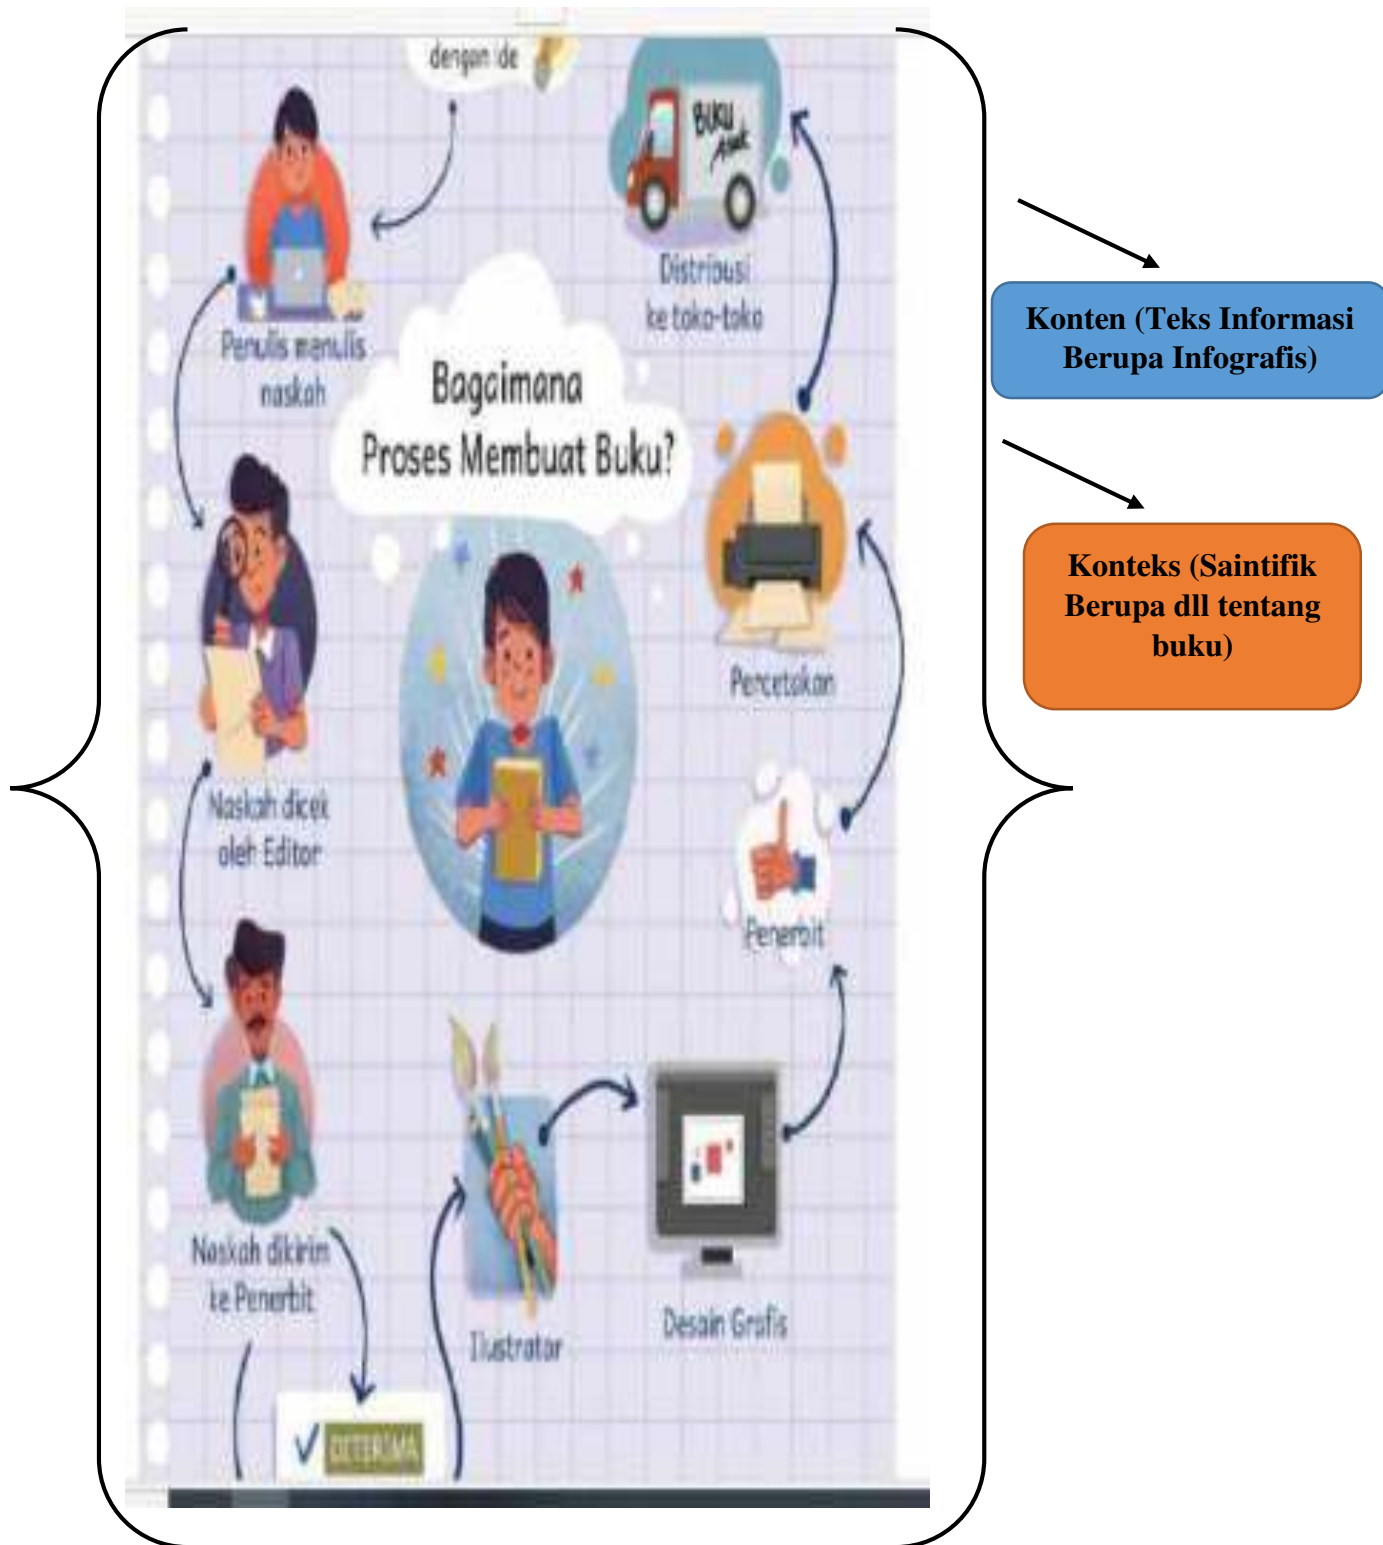 dengan ide
Penulis menulis
naskah
Naskah dicek
oleh Editor
Naskah dikirim
ke Penerbit
DITERIMA
Ilustrator
Desain Grafis
Penerbit
Percetakan
Distribusi
ke toko-toko
BUKU
Anak
Bagaimana
Proses Membuat Buku?
Konten (Teks Informasi
Berupa Infografis)
Konteks (Saintifik
Berupa dll tentang
buku)